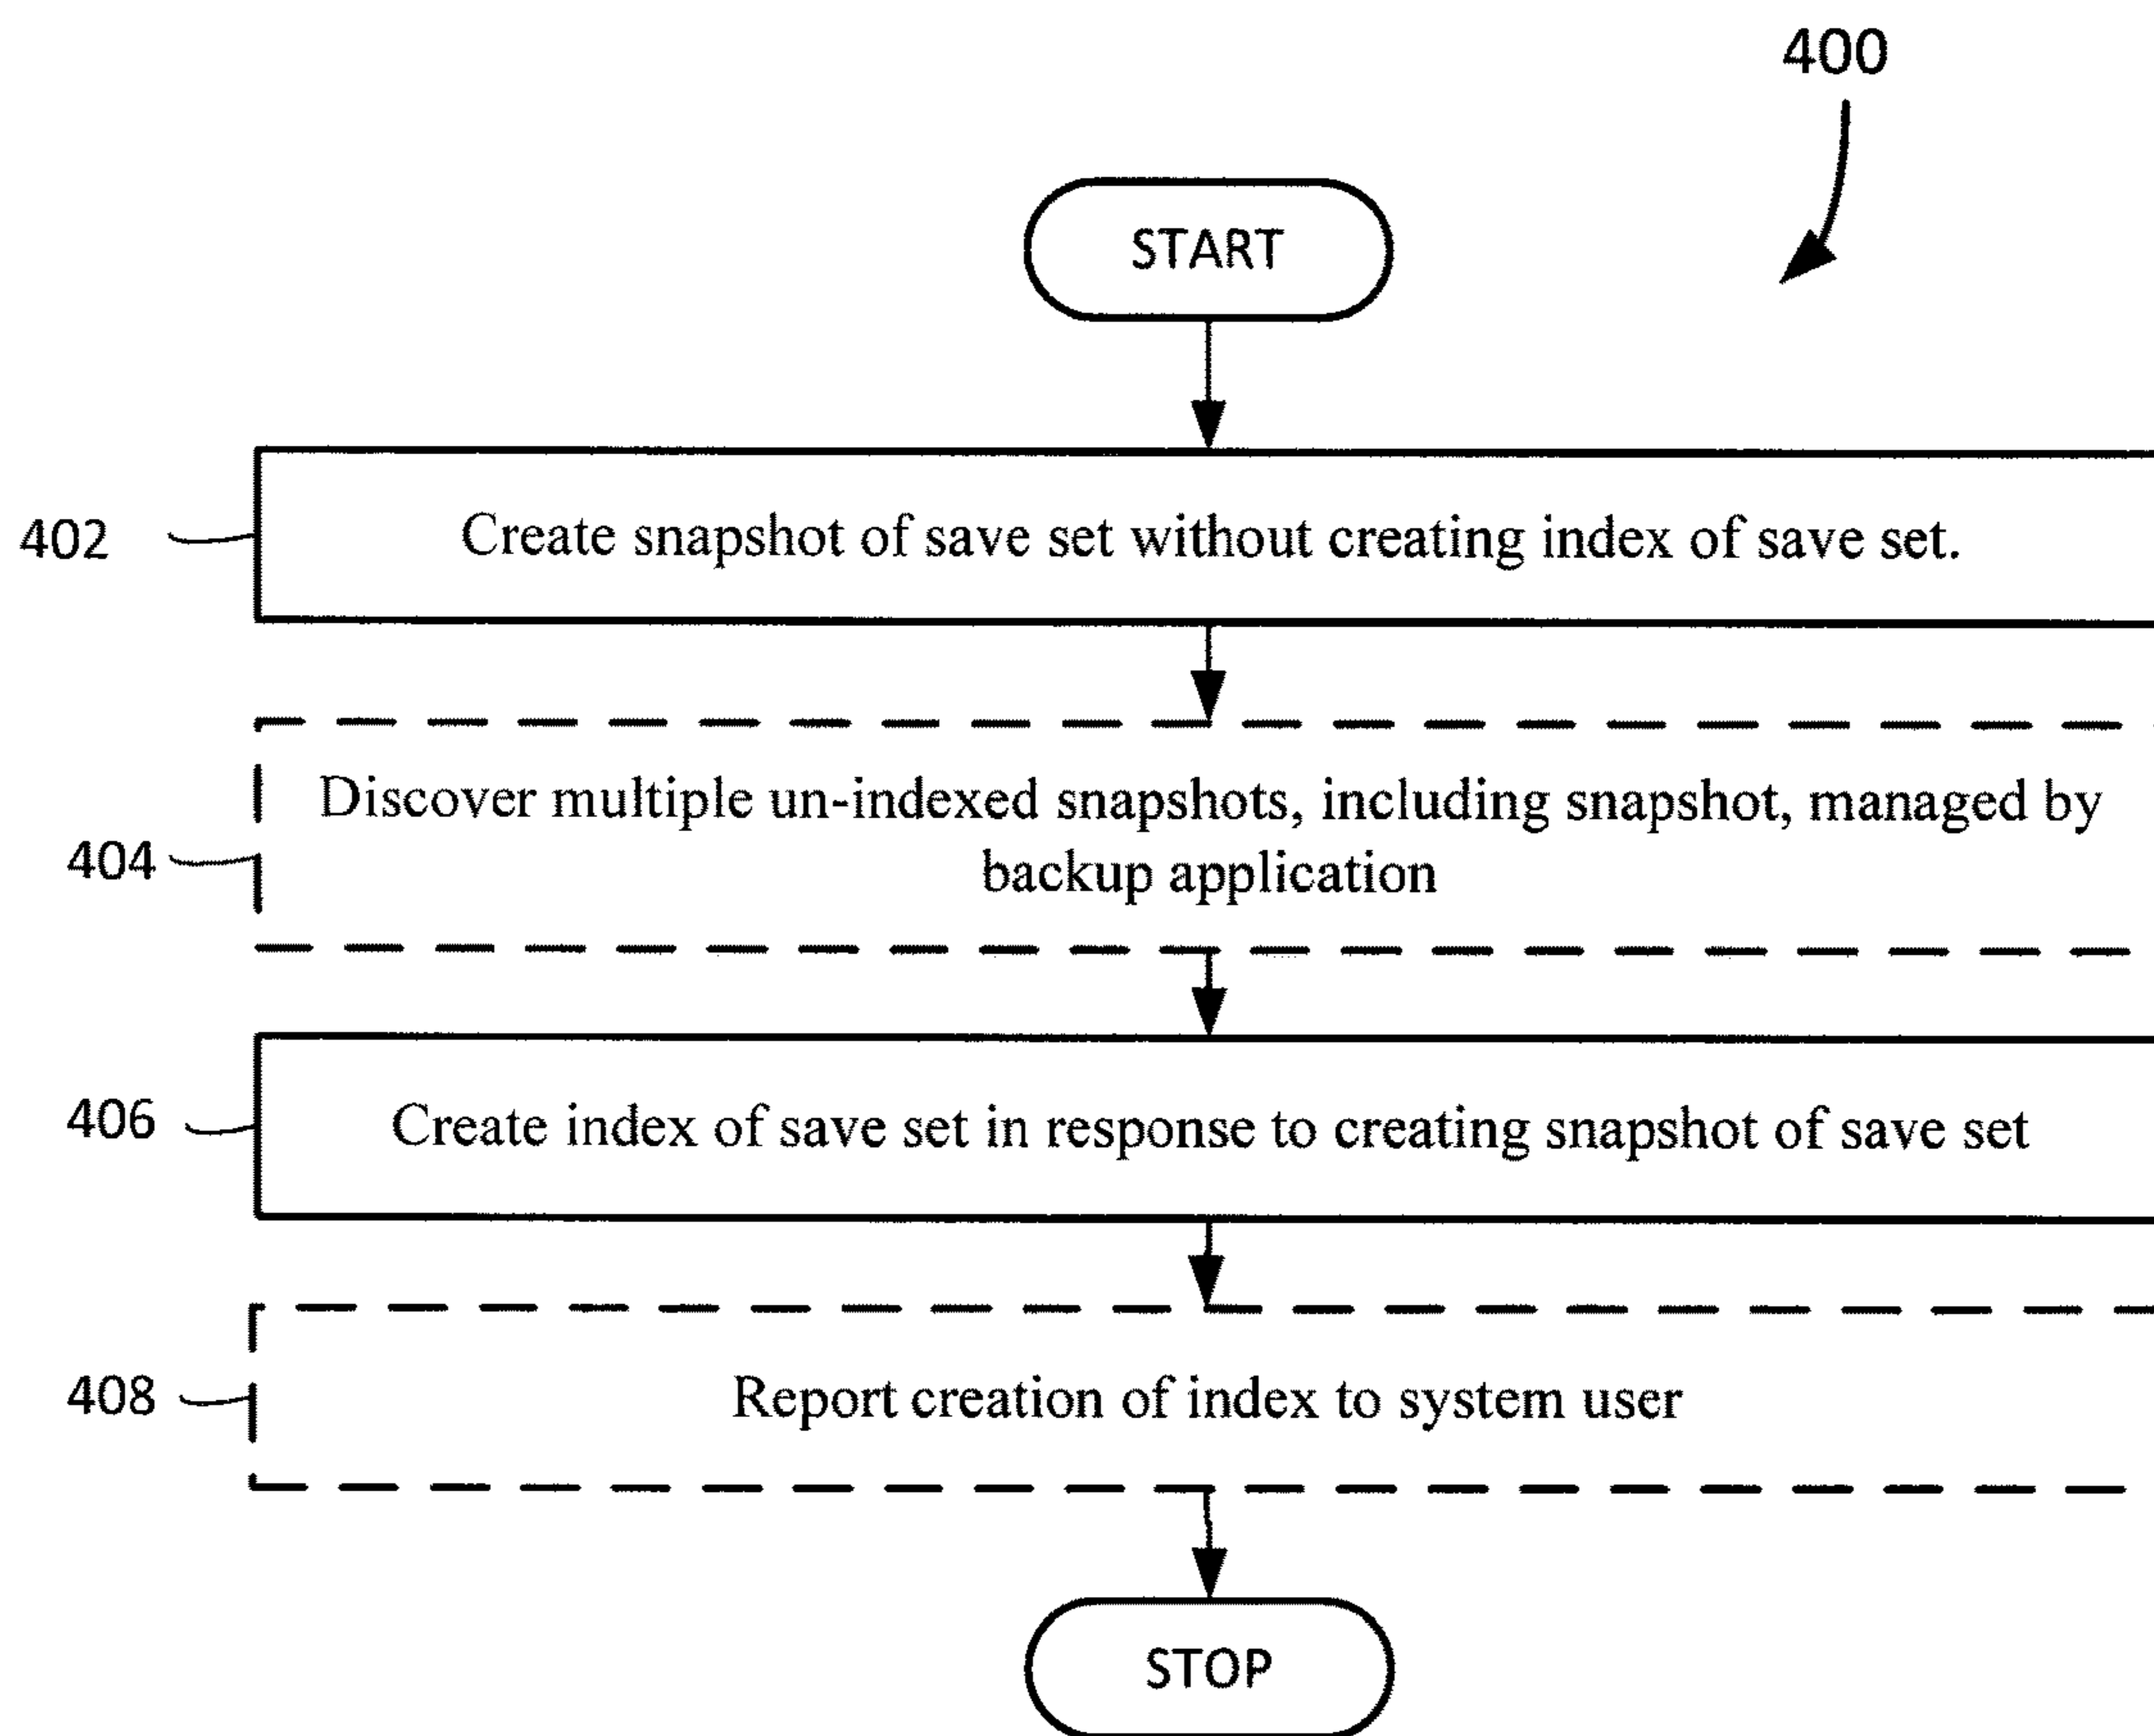 400
START
402
Create snapshot of save set without creating index of save set.
Discover multiple un-indexed snapshots, including snapshot, managed by
404
backup application
406
Create index of save set in response to creating snapshot of save set
408
Report creation of index to system user
STOP